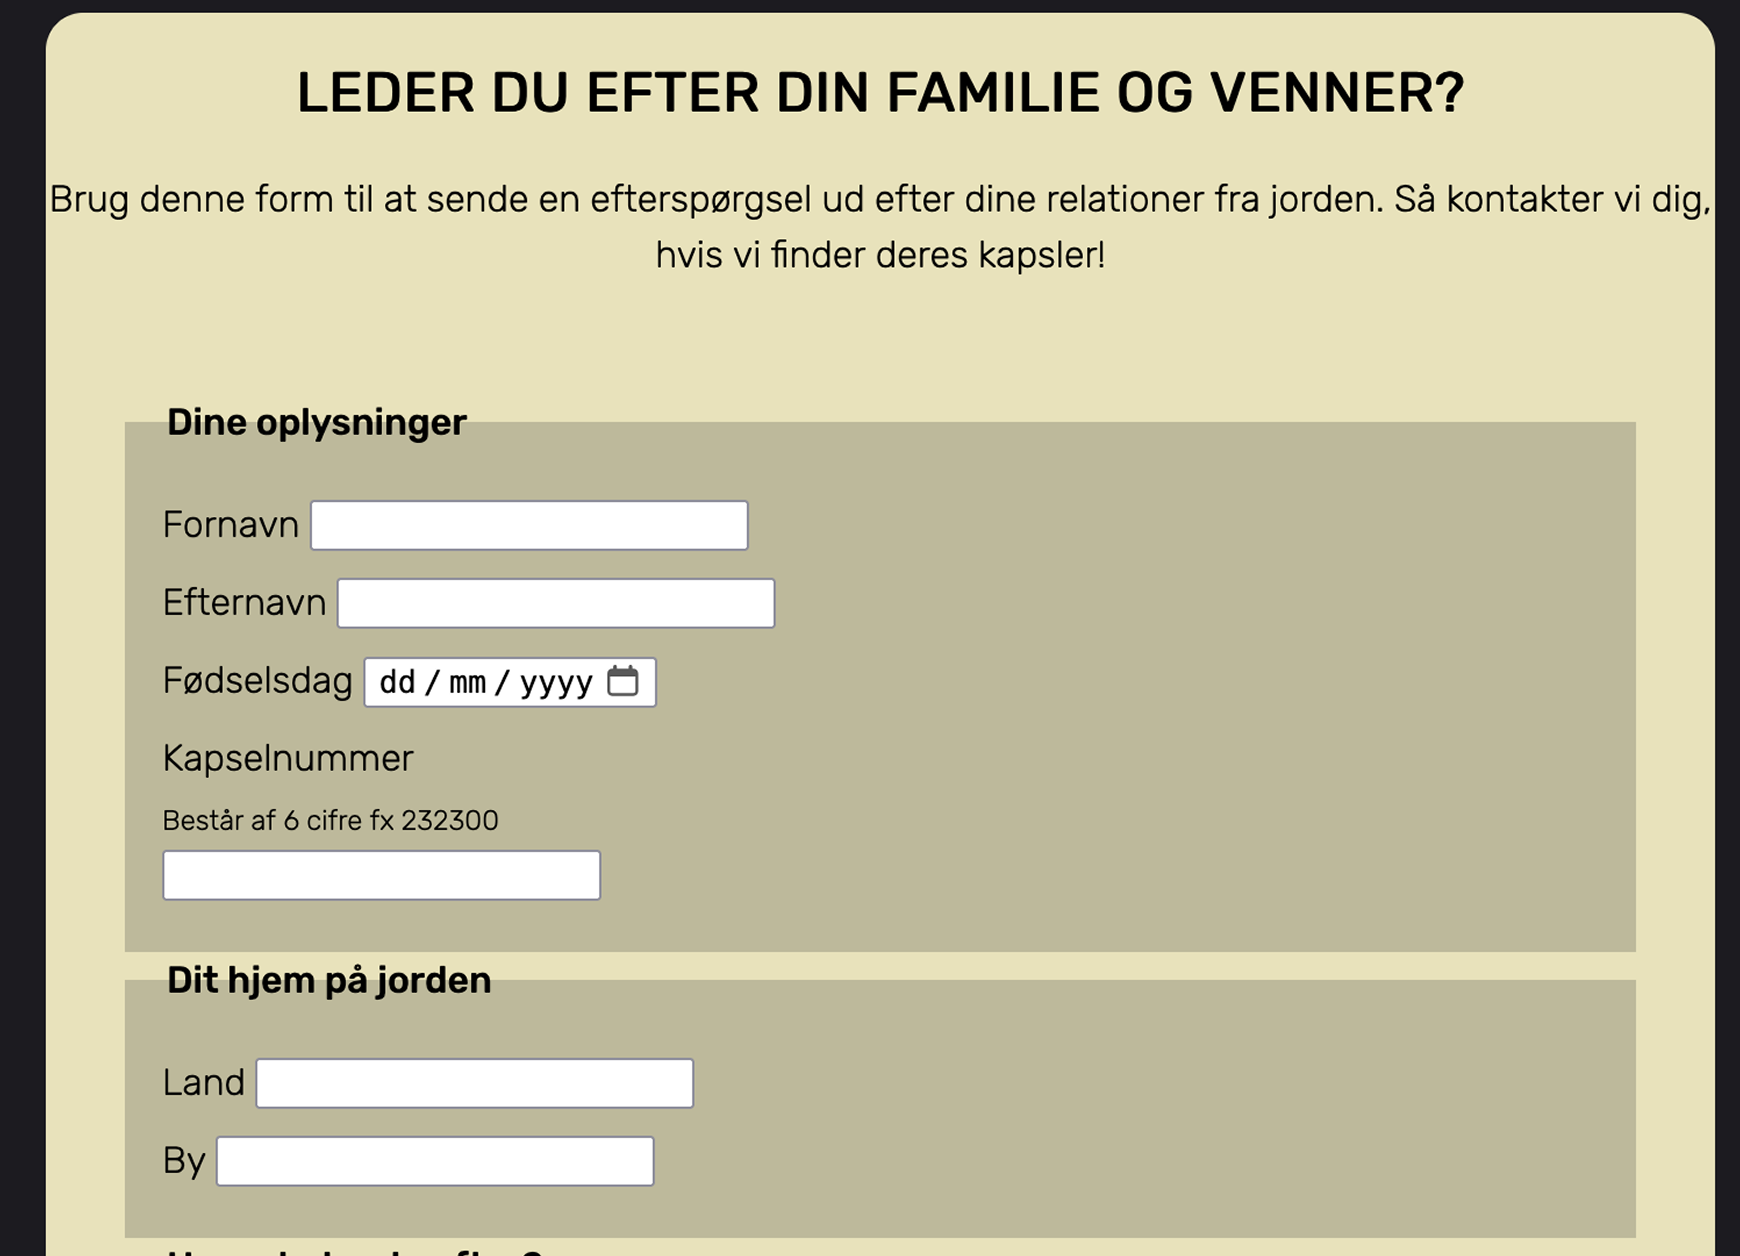 LEDER DU EFTER DIN FAMILIE OG VENNER?
Brug denne form til at sende en efterspørgsel ud efter dine relationer fra jorden. Så kontakter vi dig,
hvis vi finder deres kapsler!
Dine oplysninger
Fornavn
Efternavn
Fødselsdag dd/mm/yyyy
Kapselnummer
Består af 6 cifre fx 232300
Dit hjem på jorden
Land
By